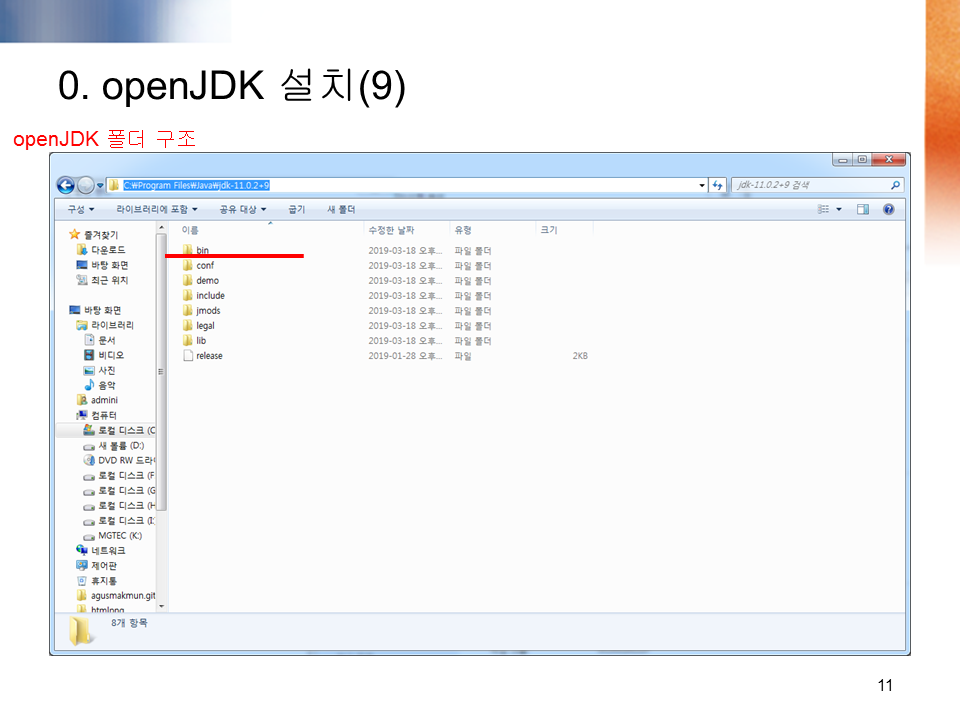 0. openJDK 설치(9)
openJDK 폴더 구조
C:₩Program Files₩Java₩jdk-11.0.2+9
jdk-11.0.2+9 검색
구성 라이브러리에 포함 공유 대상 굽기 새 폴더
이름 수정한 날짜 유형 크기
즐겨찾기
다운로드
바탕 화면
최근 위치
바탕 화면
라이브러리
문서
비디오
사진
음악
admini
컴퓨터
로컬 디스크 (C
새 볼륨 (D:)
DVD RW 드라이
로컬 디스크 (F
로컬 디스크 (G
로컬 디스크 (H
로컬 디스크 (I:
MGTEC (K:)
네트워크
제어판
휴지통
agusmakmun.git
htmlpng
bin 2019-03-18 오후... 파일 폴더
conf 2019-03-18 오후... 파일 폴더
demo 2019-03-18 오후... 파일 폴더
include 2019-03-18 오후... 파일 폴더
jmods 2019-03-18 오후... 파일 폴더
legal 2019-03-18 오후... 파일 폴더
lib 2019-03-18 오후... 파일 폴더
release 2019-01-28 오후... 파일 2KB
8개 항목
11